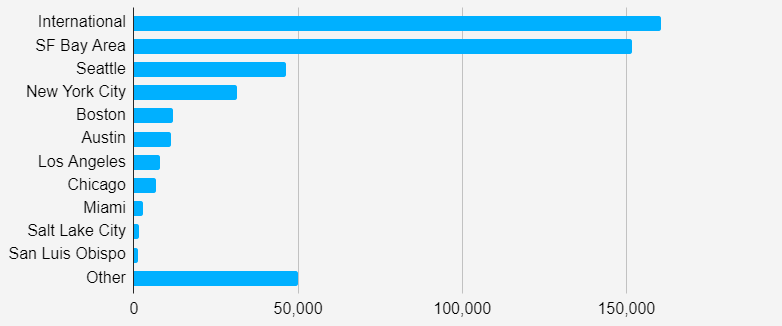 International
SF Bay Area
Seattle
New York City
Boston
Austin
Los Angeles
Chicago
Miami
Salt Lake City
San Luis Obispo
Other
0 50,000 100,000 150,000